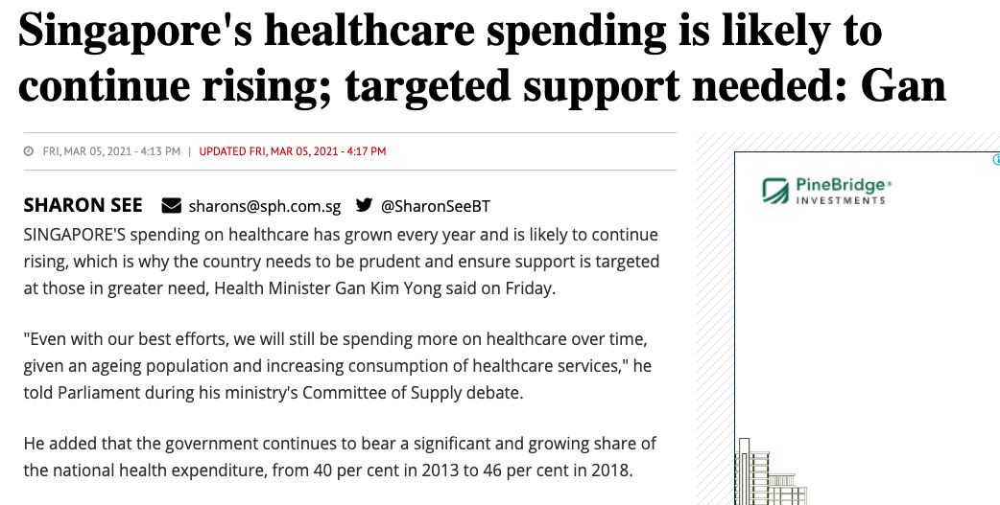 Singapore's healthcare spending is likely to
continue rising; targeted support needed: Gan
FRI, MAR 05, 2021 - 4:13 PM | UPDATED FRI, MAR 05, 2021 - 4:17 PM
SHARON SEE sharons@sph.com.sg @SharonSeeBT
SINGAPORE'S spending on healthcare has grown every year and is likely to continue
rising, which is why the country needs to be prudent and ensure support is targeted
at those in greater need, Health Minister Gan Kim Yong said on Friday.
"Even with our best efforts, we will still be spending more on healthcare over time,
given an ageing population and increasing consumption of healthcare services," he
told Parliament during his ministry's Committee of Supply debate.
He added that the government continues to bear a significant and growing share of
the national health expenditure, from 40 per cent in 2013 to 46 per cent in 2018.
PineBridge®
INVESTMENTS